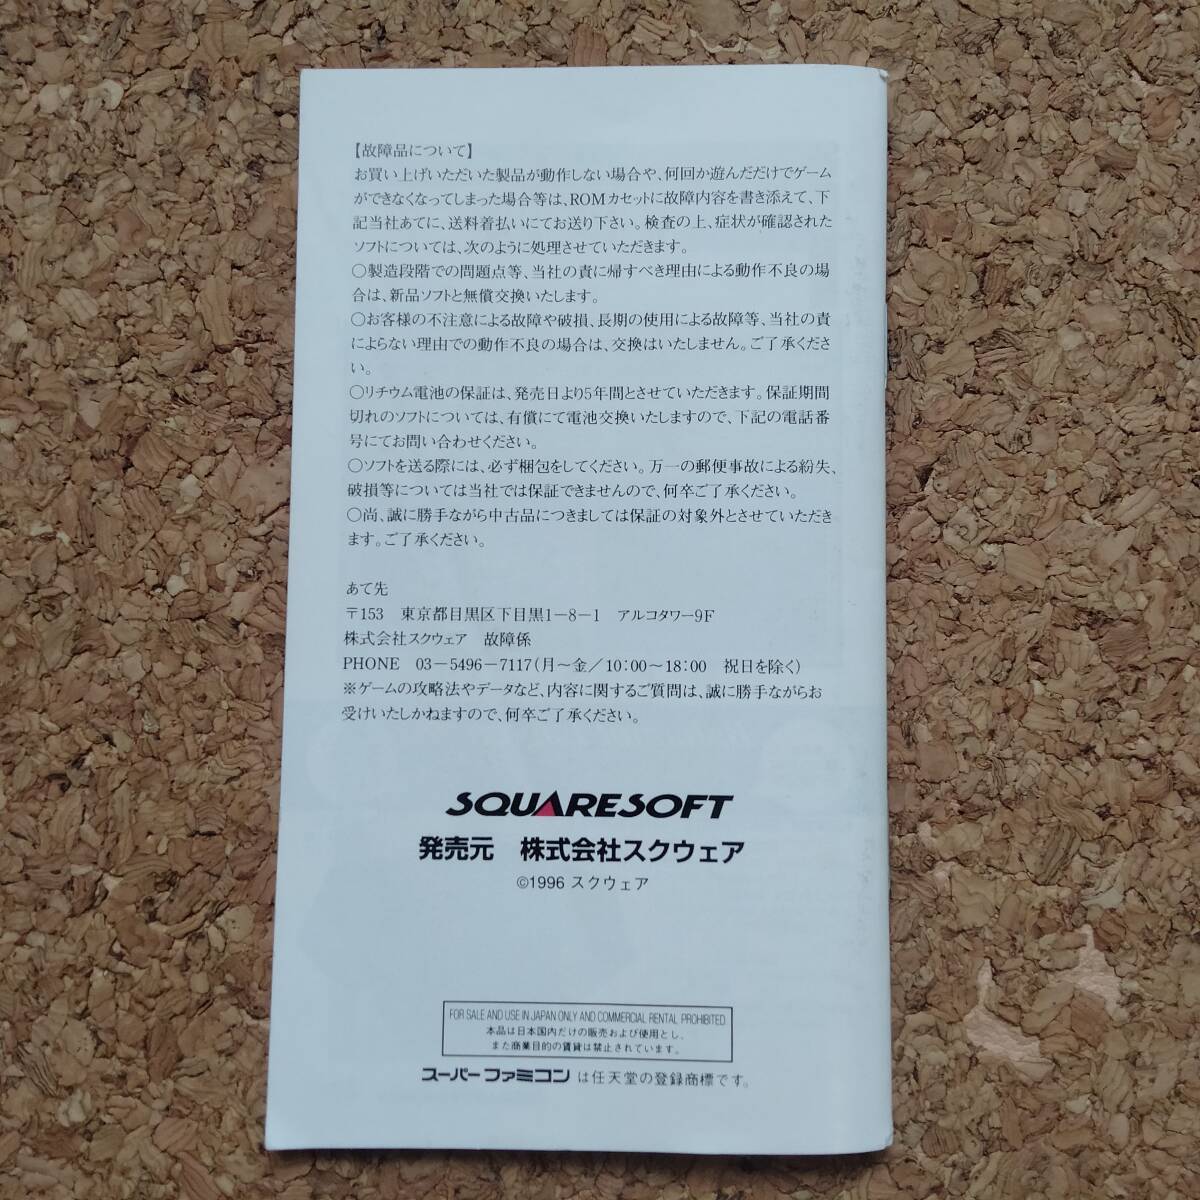 【故障品について】
お買い上げいただいた製品が動作しない場合や、何回か遊んだだけでゲーム
ができなくなってしまった場合等は、ROMカセットに故障内容を書き添えて、下
記当社あてに、送料着払いにてお送り下さい。検査の上、症状が確認された
ソフトについては、次のように処理させていただきます。
○製造段階での問題点等、当社の責に帰すべき理由による動作不良の場
合は、新品ソフトと無償交換いたします。
○お客様の不注意による故障や破損、長期の使用による故障等、当社の責
によらない理由での動作不良の場合は、交換はいたしません。ご了承くださ
い。
○リチウム電池の保証は、発売日より5年間とさせていただきます。保証期間
切れのソフトについては、有償にて電池交換いたしますので、下記の電話番
号にてお問い合わせください。
○ソフトを送る際には、必ず梱包をしてください。万一の郵便事故による紛失、
破損等については当社では保証できませんので、何卒ご了承ください。
○尚、誠に勝手ながら中古品につきましては保証の対象外とさせていただき
ます。ご了承ください。
あて先
〒153 東京都目黒区下目黒1－8－1 アルコタワー9F
株式会社スクウェア 故障係
PHONE 03－5496－7117(月～金／10:00～18:00 祝日を除く)
※ゲームの攻略法やデータなど、内容に関するご質問は、誠に勝手ながらお
受けいたしかねますので、何卒ご了承ください。
SQUARESOFT
発売元 株式会社スクウェア
©1996 スクウェア
FOR SALE AND USE IN JAPAN ONLY AND COMMERCIAL RENTAL PROHIBITED.
本品は日本国内だけの販売および使用とし、
また商業目的の賃貸は禁止されています。
スーパーファミコン は任天堂の登録商標です。